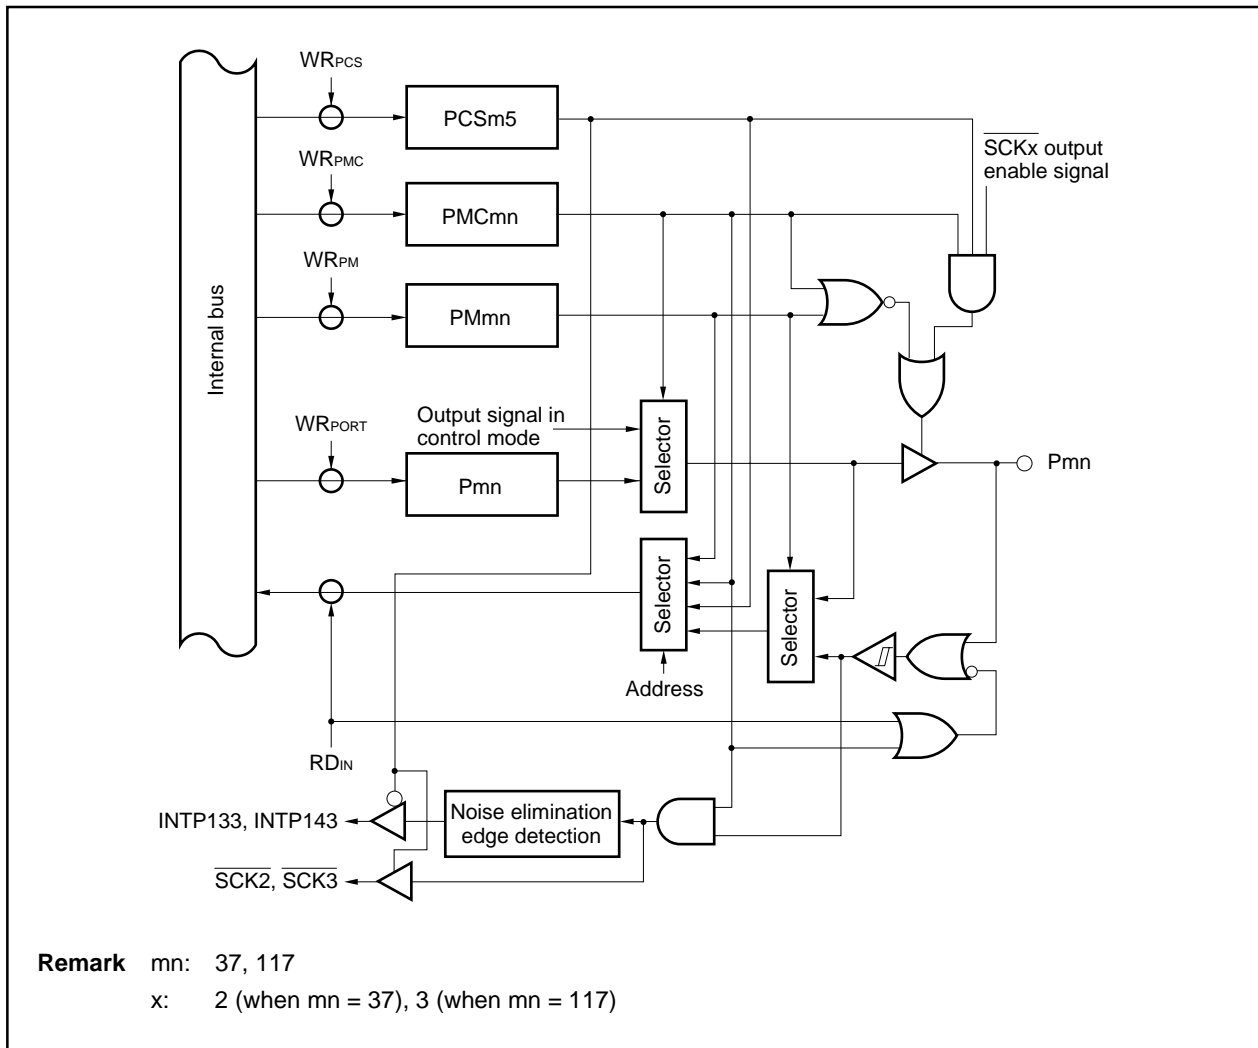 WRPCS
PCSm5
SCKx output
enable signal
WRPMC
PMCmn
WRPM
PMmn
Internal bus
WRPORT
Output signal in
control mode
Selector
Pmn
Pmn
Selector
Selector
Address
RDIN
INTP133, INTP143
Noise elimination
edge detection
SCK2, SCK3
Remark mn: 37, 117
x: 2 (when mn = 37), 3 (when mn = 117)